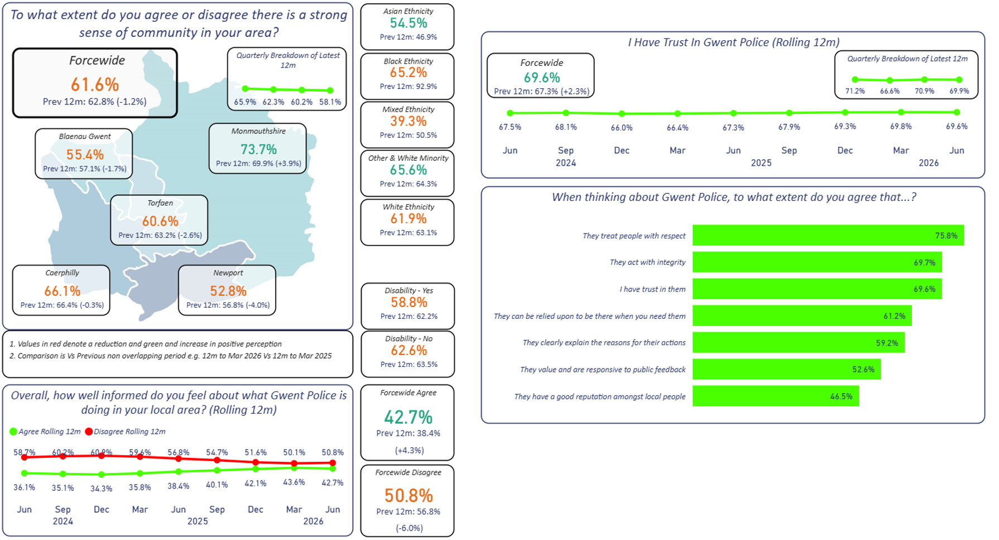 To what extent do you agree or disagree there is a strong
sense of community in your area?
Forcewide
61.6%
Prev 12m: 62.8% (-1.2%)
Quarterly Breakdown of Latest
12m
65.9% 62.3% 60.2% 58.1%
Blaenau Gwent
55.4%
Prev 12m: 57.1% (-1.7%)
Monmouthshire
73.7%
Prev 12m: 69.9% (+3.9%)
Torfaen
60.6%
Prev 12m: 63.2% (-2.6%)
Caerphilly
66.1%
Prev 12m: 66.4% (-0.3%)
Newport
52.8%
Prev 12m: 56.8% (-4.0%)
1. Values in red denote a reduction and green and increase in positive perception
2. Comparison is Vs Previous non overlapping period e.g. 12m to Mar 2026 Vs 12m to Mar 2025
Overall, how well informed do you feel about what Gwent Police is
doing in your local area? (Rolling 12m)
Agree Rolling 12m Disagree Rolling 12m
58.7% 60.2% 60.9% 59.6% 56.8% 54.7% 51.6% 50.1% 50.8%
36.1% 35.1% 34.3% 35.8% 38.4% 40.1% 42.1% 43.6% 42.7%
Jun Sep Dec Mar Jun Sep Dec Mar Jun
2024 2025 2026
Asian Ethnicity
54.5%
Prev 12m: 46.9%
Black Ethnicity
65.2%
Prev 12m: 92.9%
Mixed Ethnicity
39.3%
Prev 12m: 50.5%
Other & White Minority
65.6%
Prev 12m: 64.3%
White Ethnicity
61.9%
Prev 12m: 63.1%
Disability - Yes
58.8%
Prev 12m: 62.2%
Disability - No
62.6%
Prev 12m: 63.5%
Forcewide Agree
42.7%
Prev 12m: 38.4%
(+4.3%)
Forcewide Disagree
50.8%
Prev 12m: 56.8%
(-6.0%)
I Have Trust In Gwent Police (Rolling 12m)
Forcewide
69.6%
Prev 12m: 67.3% (+2.3%)
Quarterly Breakdown of Latest 12m
71.2% 66.6% 70.9% 69.9%
67.5% 68.1% 66.0% 66.4% 67.3% 67.9% 69.3% 69.8% 69.6%
Jun Sep Dec Mar Jun Sep Dec Mar Jun
2024 2025 2026
When thinking about Gwent Police, to what extent do you agree that...?
They treat people with respect 75.8%
They act with integrity 69.7%
I have trust in them 69.6%
They can be relied upon to be there when you need them 61.2%
They clearly explain the reasons for their actions 59.2%
They value and are responsive to public feedback 52.6%
They have a good reputation amongst local people 46.5%